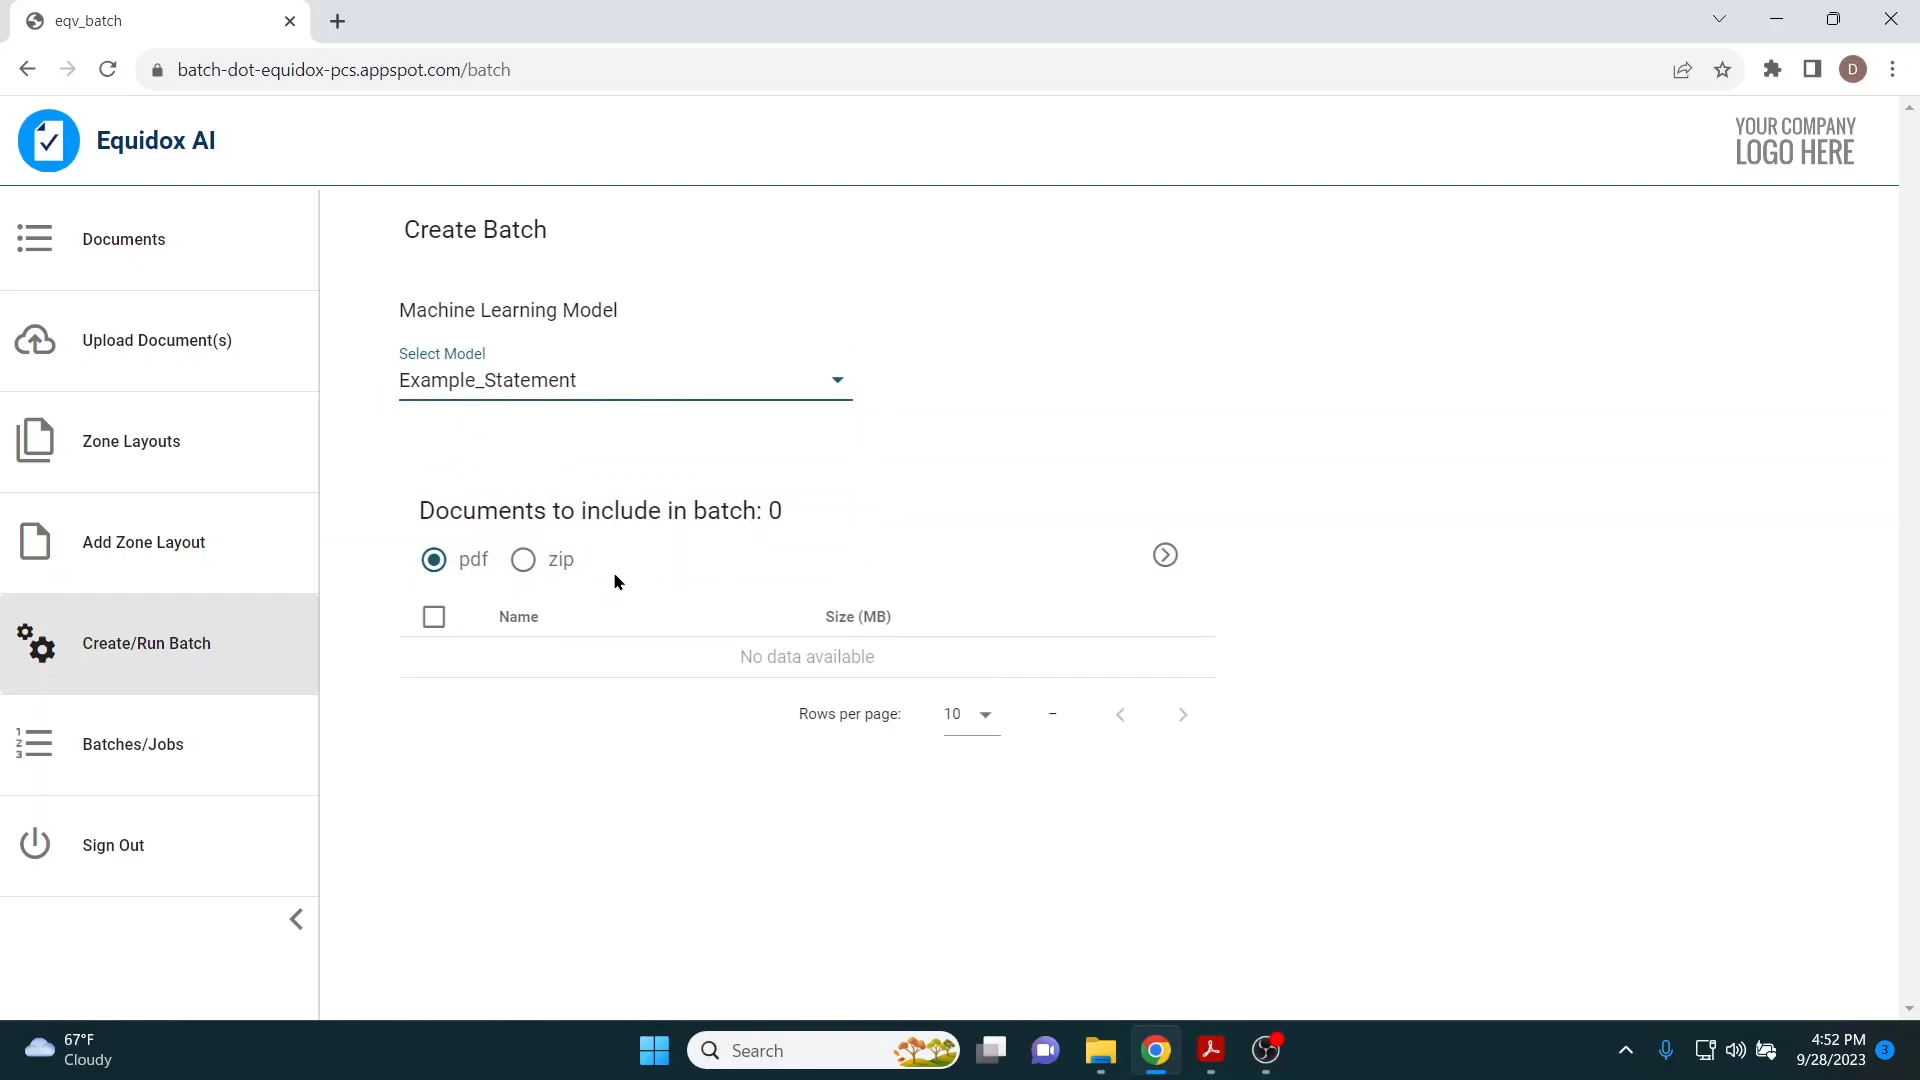 eqv_batch
batch-dot-equidox-pcs.appspot.com/batch
D
Equidox AI
YOUR COMPANY
LOGO HERE
Documents
Upload Document(s)
Zone Layouts
Add Zone Layout
Create/Run Batch
1
2
3
Batches/Jobs
Sign Out
Create Batch
Machine Learning Model
Select Model
Example_Statement
Documents to include in batch: 0
pdf zip
Name Size (MB)
No data available
Rows per page: 10 –
67°F
Cloudy
Search
4:52 PM
9/28/2023
3